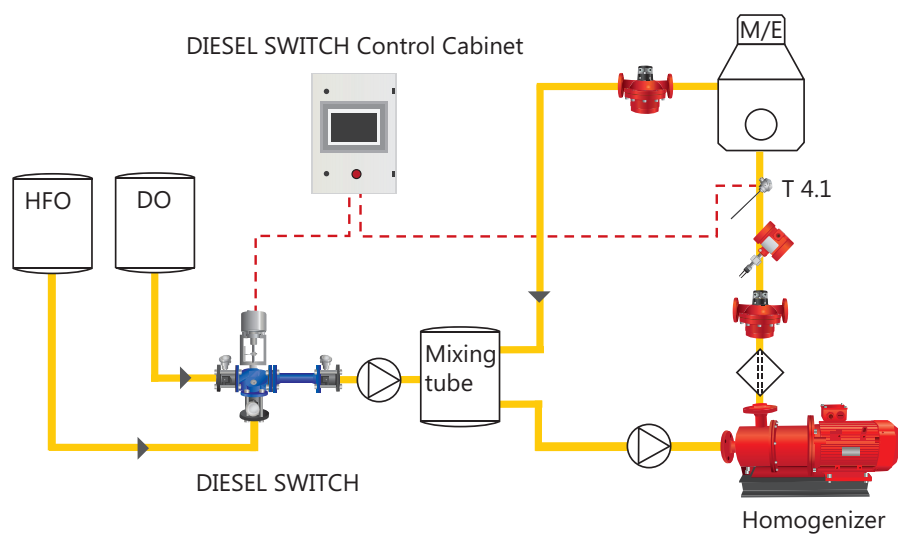 M/E
DIESEL SWITCH Control Cabinet
HFO
DO
T 4.1
Mixing
tube
DIESEL SWITCH
Homogenizer